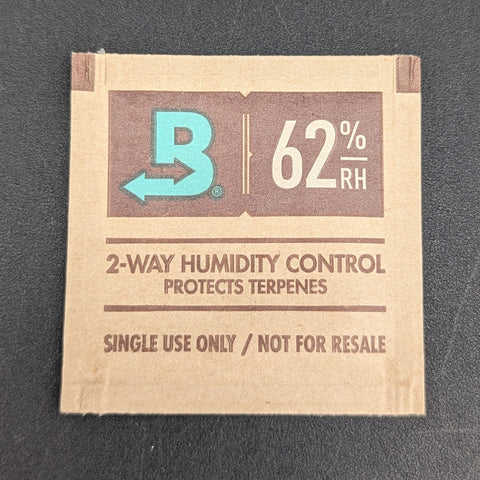 B® 62% RH
2-WAY HUMIDITY CONTROL
PROTECTS TERPENES
SINGLE USE ONLY / NOT FOR RESALE